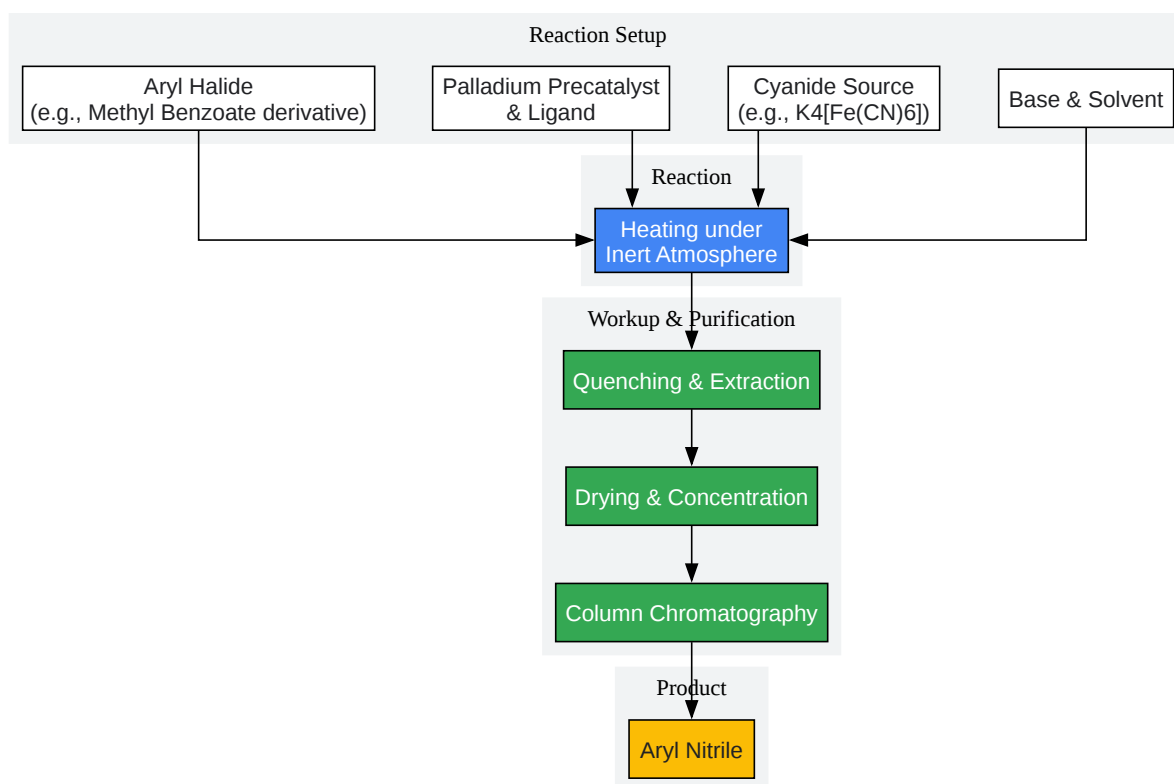 Reaction Setup
Aryl Halide
(e.g., Methyl Benzoate derivative)
Palladium Precatalyst
& Ligand
Cyanide Source
(e.g., K4[Fe(CN)6])
Base & Solvent
Reaction
Heating under
Inert Atmosphere
Workup & Purification
Quenching & Extraction
Drying & Concentration
Column Chromatography
Product
Aryl Nitrile